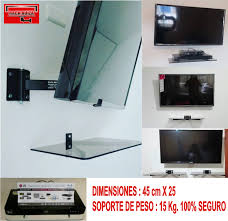 DIMENSIONES : 45 cm X 25
SOPORTE DE PESO : 15 Kg. 100% SEGURO